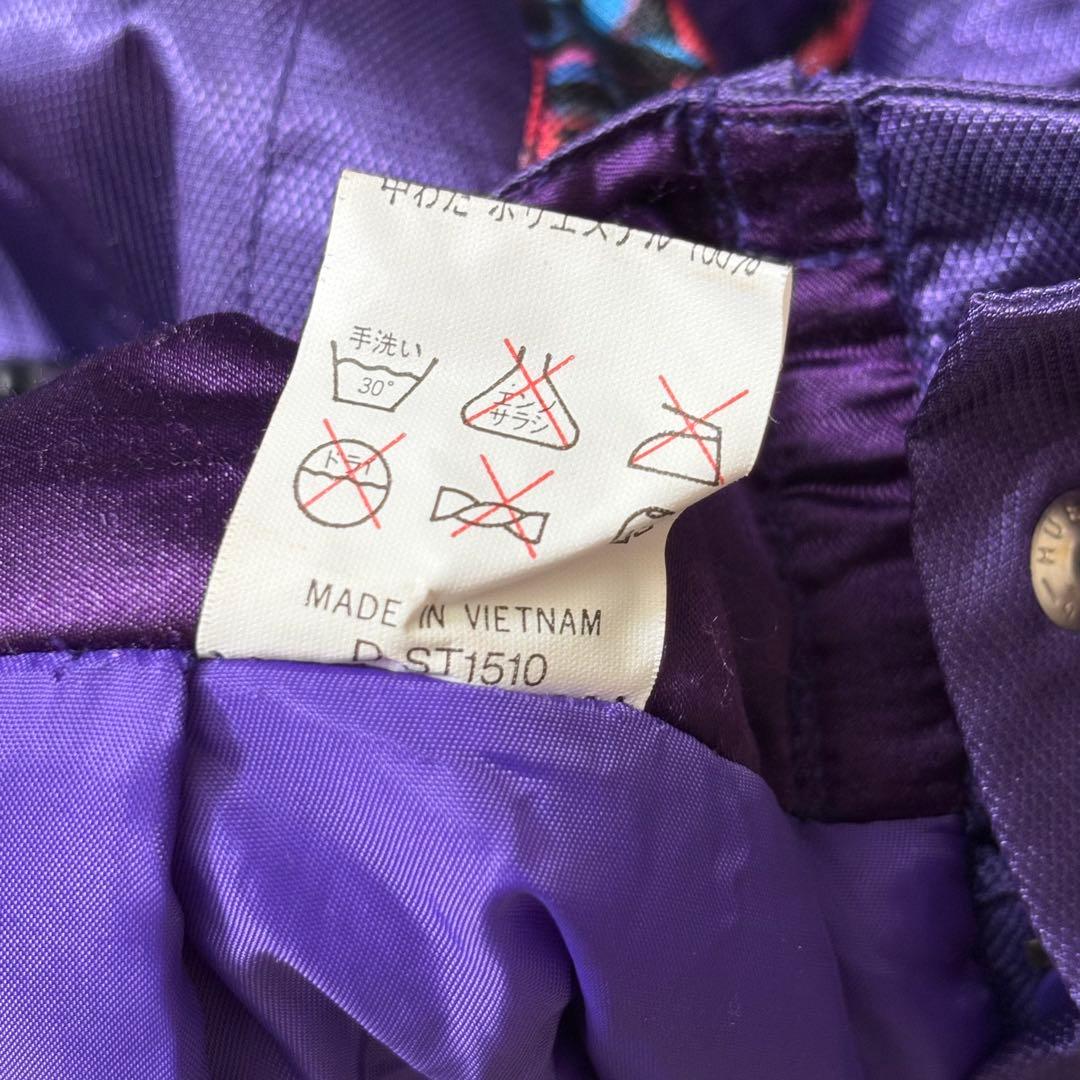 中わた ポリエステル 100%
手洗い
30°
エンソ
サラシ
ドライ
MADE IN VIETNAM
D-ST1510